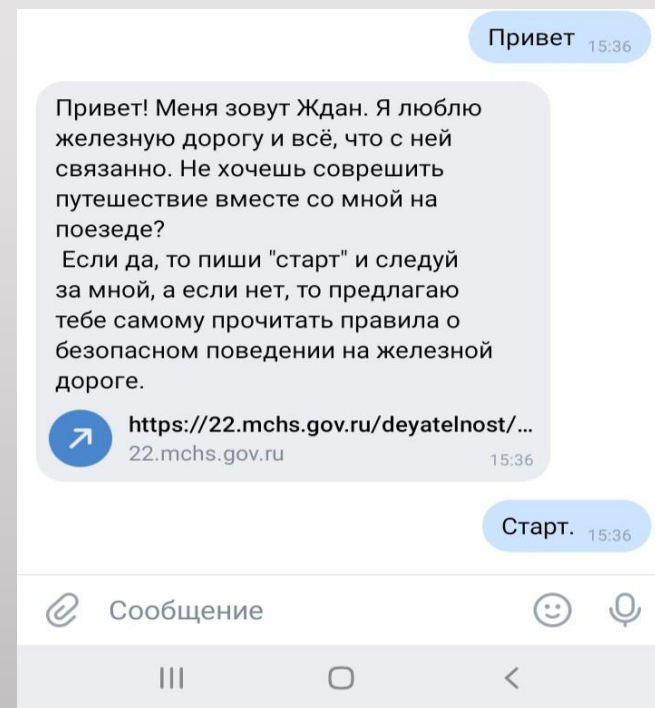 Привет 15:36
Привет! Меня зовут Ждан. Я люблю
железную дорогу и всё, что с ней
связанно. Не хочешь соврешить
путешествие вместе со мной на
поезеде?
Если да, то пиши "старт" и следуй
за мной, а если нет, то предлагаю
тебе самому прочитать правила о
безопасном поведении на железной
дороге.
https://22.mchs.gov.ru/deyatelnost/...
22.mchs.gov.ru 15:36
Старт. 15:36
Сообщение